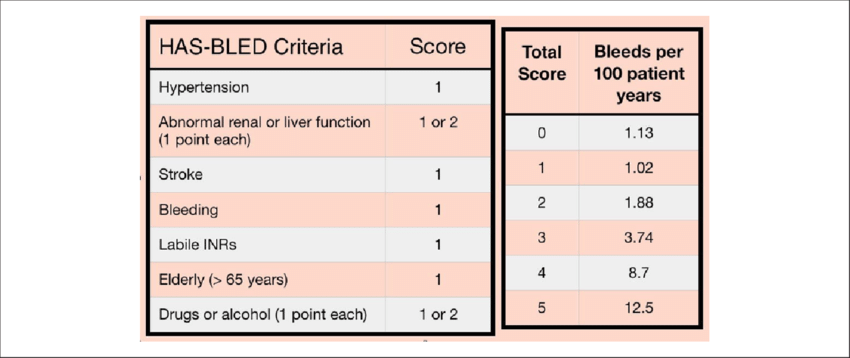 HAS-BLED Criteria Score
Hypertension 1
Abnormal renal or liver function 1 or 2
(1 point each)
Stroke 1
Bleeding 1
Labile INRs 1
Elderly (> 65 years) 1
Drugs or alcohol (1 point each) 1 or 2
Total
Score
Bleeds per
100 patient
years
0 1.13
1 1.02
2 1.88
3 3.74
4 8.7
5 12.5